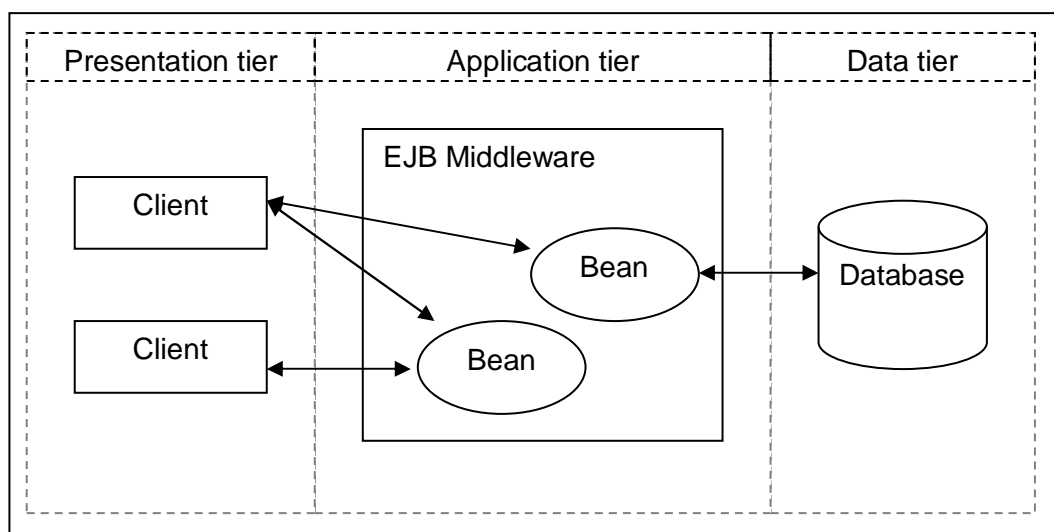 Presentation tier
Application tier
Data tier
EJB Middleware
Client
Bean
Database
Client
Bean